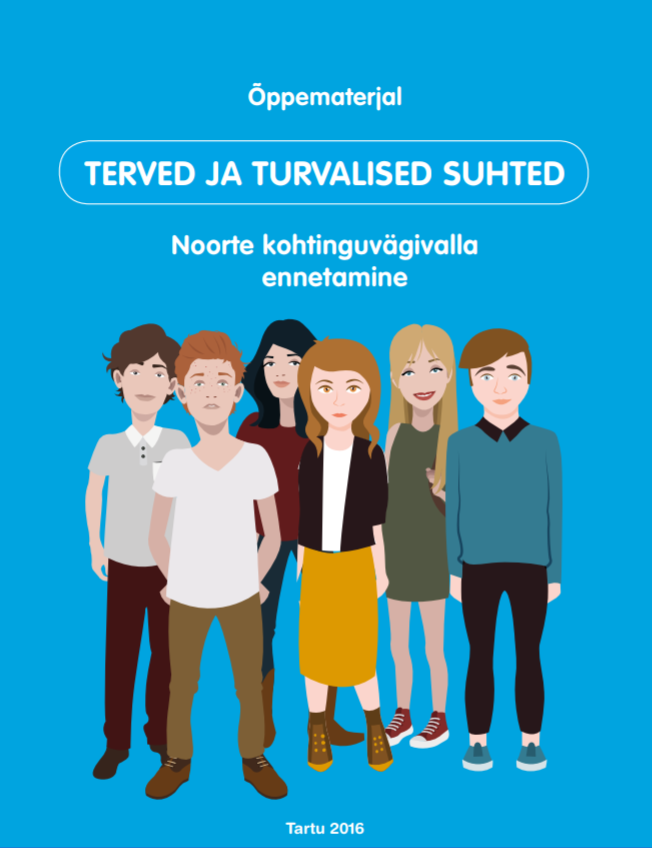 Õppematerjal
TERVED JA TURVALISED SUHTED
Noorte kohtinguvägivalla
ennetamine
Tartu 2016